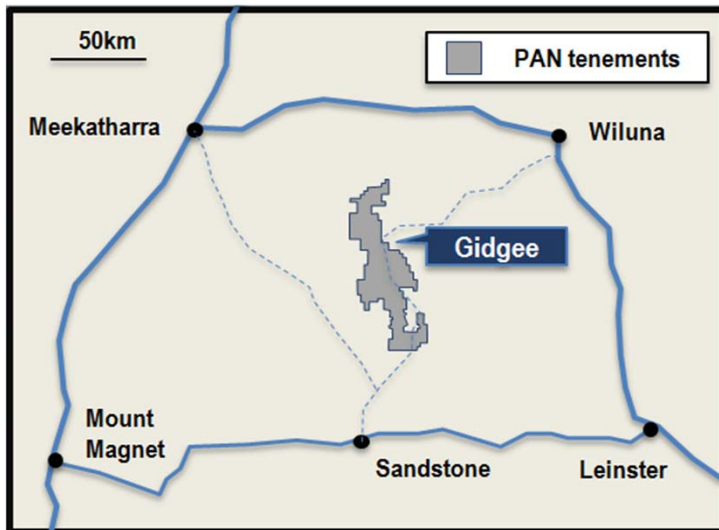 50km
PAN tenements
Meekatharra
Wiluna
Gidgee
Mount
Magnet
Sandstone
Leinster